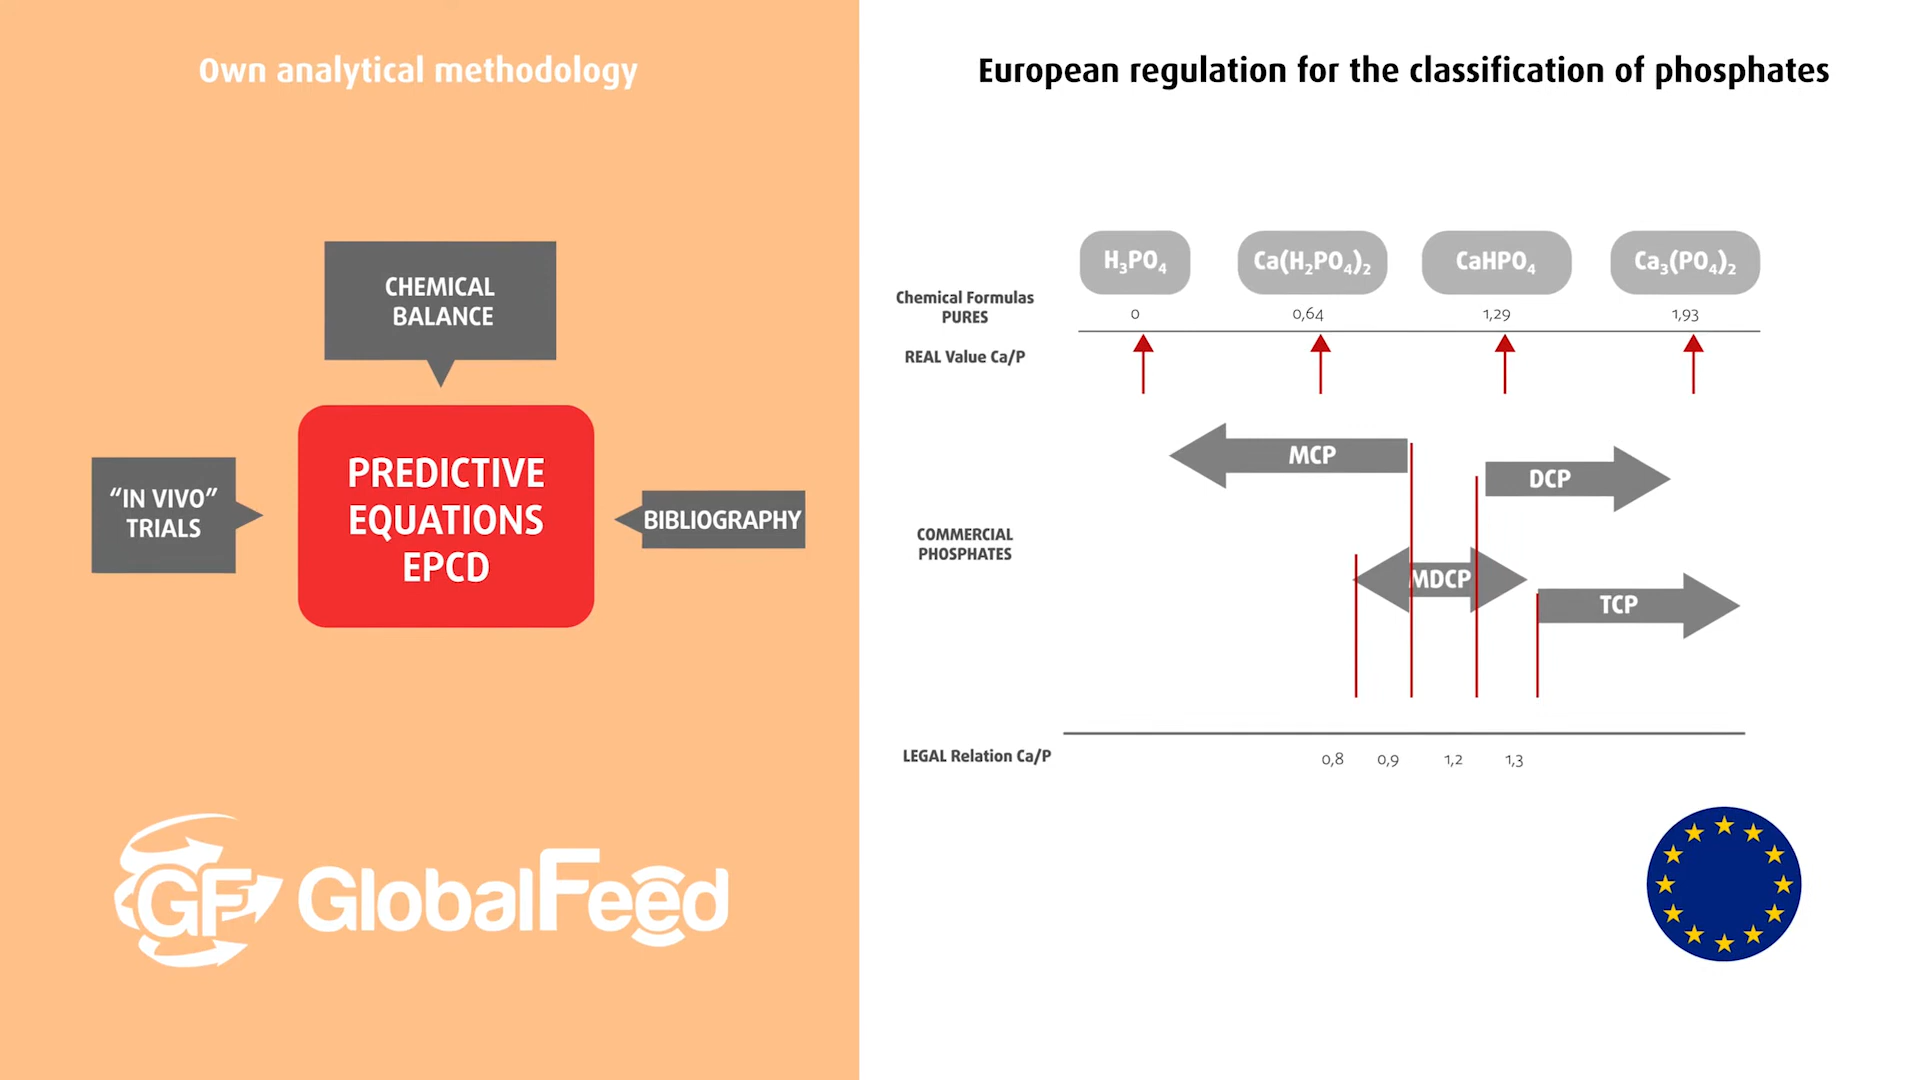 Own analytical methodology
CHEMICAL
BALANCE
“IN VIVO”
TRIALS
PREDICTIVE
EQUATIONS
EPCD
BIBLIOGRAPHY
GF GlobalFeed
European regulation for the classification of phosphates
H₃PO₄ Ca(H₂PO₄)₂ CaHPO₄ Ca₃(PO₄)₂
Chemical Formulas
PURES
0 0,64 1,29 1,93
REAL Value Ca/P
MCP
DCP
COMMERCIAL
PHOSPHATES
MDCP
TCP
LEGAL Relation Ca/P
0,8 0,9 1,2 1,3